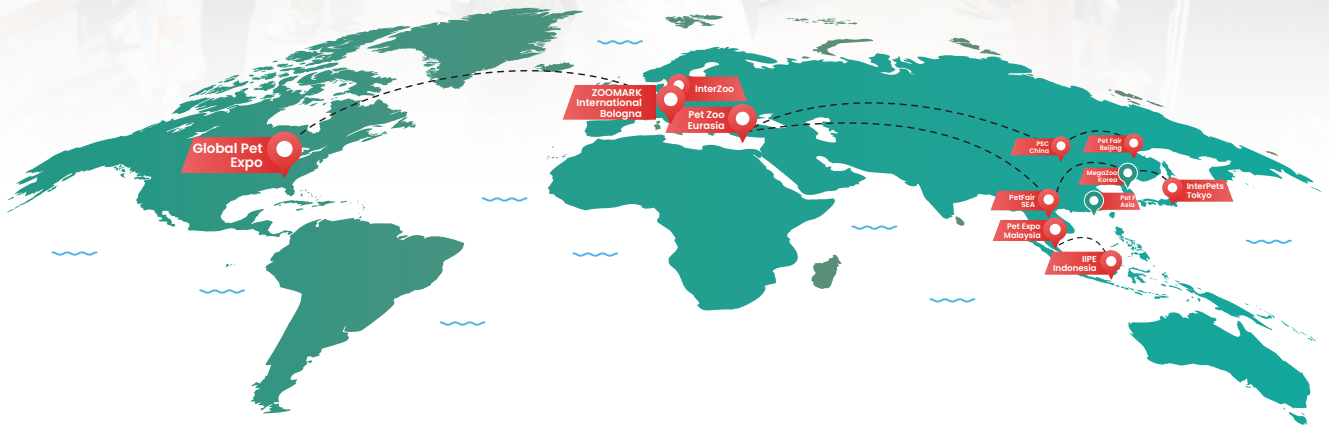 ZOOMARK
International
Bologna
InterZoo
Pet Zoo
Eurasia
Global Pet
Expo
PSC
China
Pet Fair
Beijing
MegaZoo
Korea
InterPets
Tokyo
PetFair
SEA
Pet
Asia
Pet Expo
Malaysia
IIPE
Indonesia